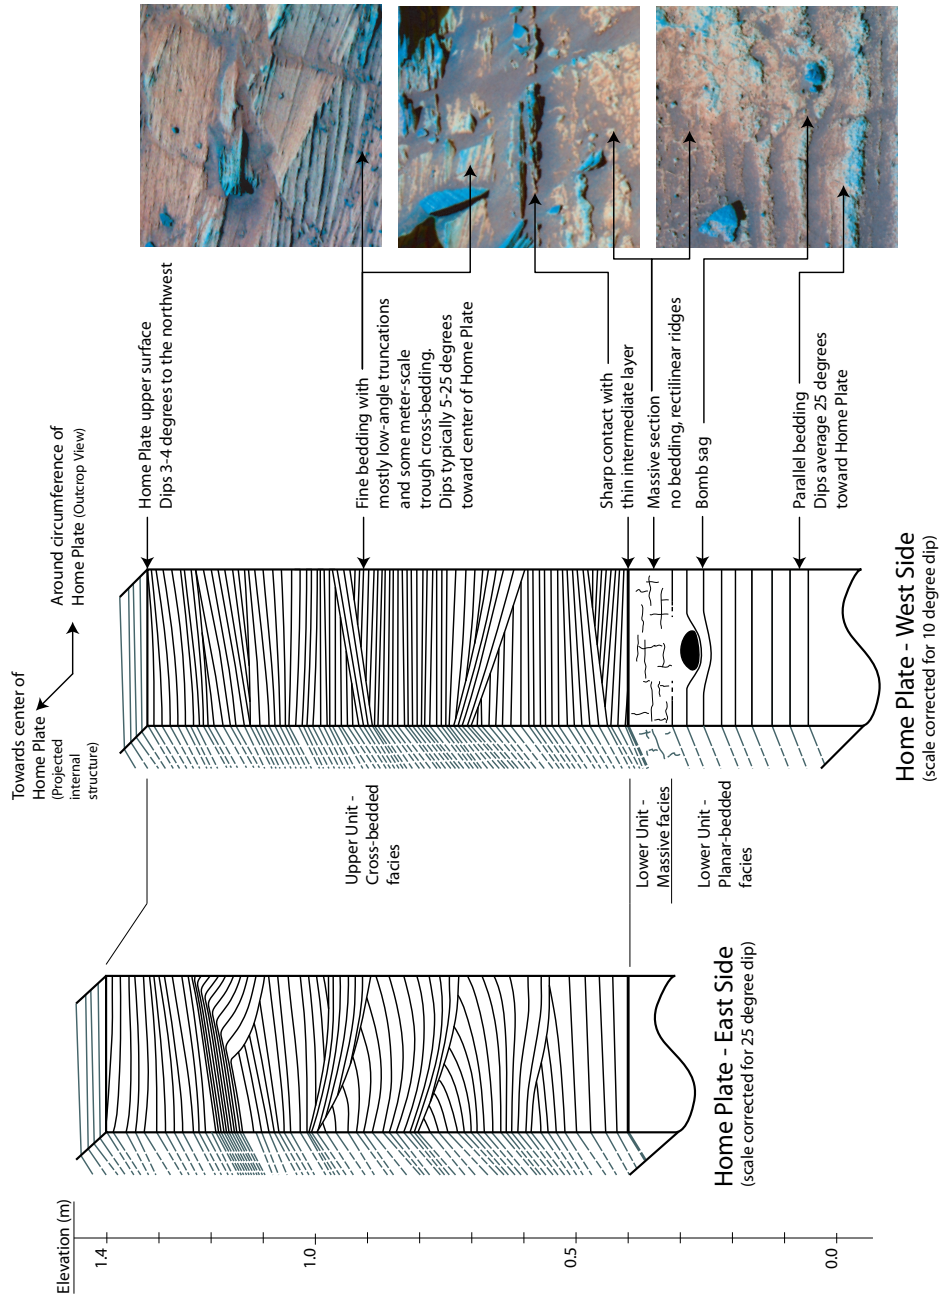 Elevation (m)
1.4
1.0
0.5
0.0
Home Plate - East Side
(scale corrected for 25 degree dip)
Towards center of
Home Plate
(Projected
internal
structure)
Around circumference of
Home Plate (Outcrop View)
Upper Unit -
Cross-bedded
facies
Lower Unit -
Massive facies
Lower Unit -
Planar-bedded
facies
Home Plate - West Side
(scale corrected for 10 degree dip)
Home Plate upper surface
Dips 3-4 degrees to the northwest
Fine bedding with
mostly low-angle truncations
and some meter-scale
trough cross-bedding.
Dips typically 5-25 degrees
toward center of Home Plate
Sharp contact with
thin intermediate layer
Massive section
no bedding, rectilinear ridges
Bomb sag
Parallel bedding
Dips average 25 degrees
toward Home Plate